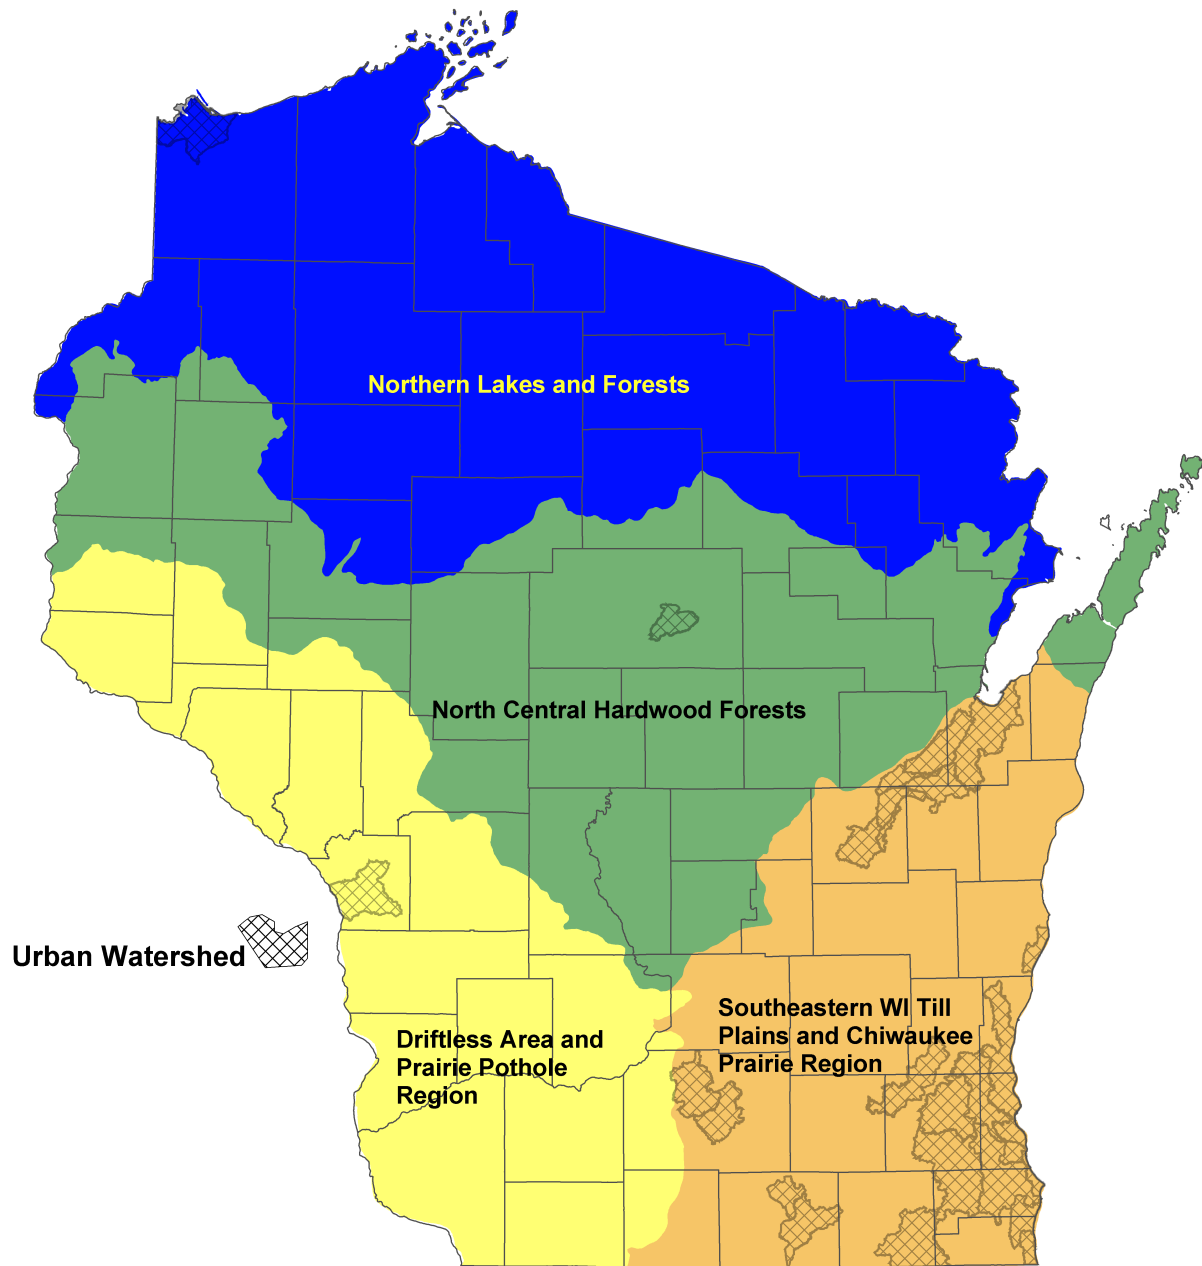 Northern Lakes and Forests
North Central Hardwood Forests
Urban Watershed
Southeastern WI Till
Plains and Chiwaukee
Prairie Region
Driftless Area and
Prairie Pothole
Region